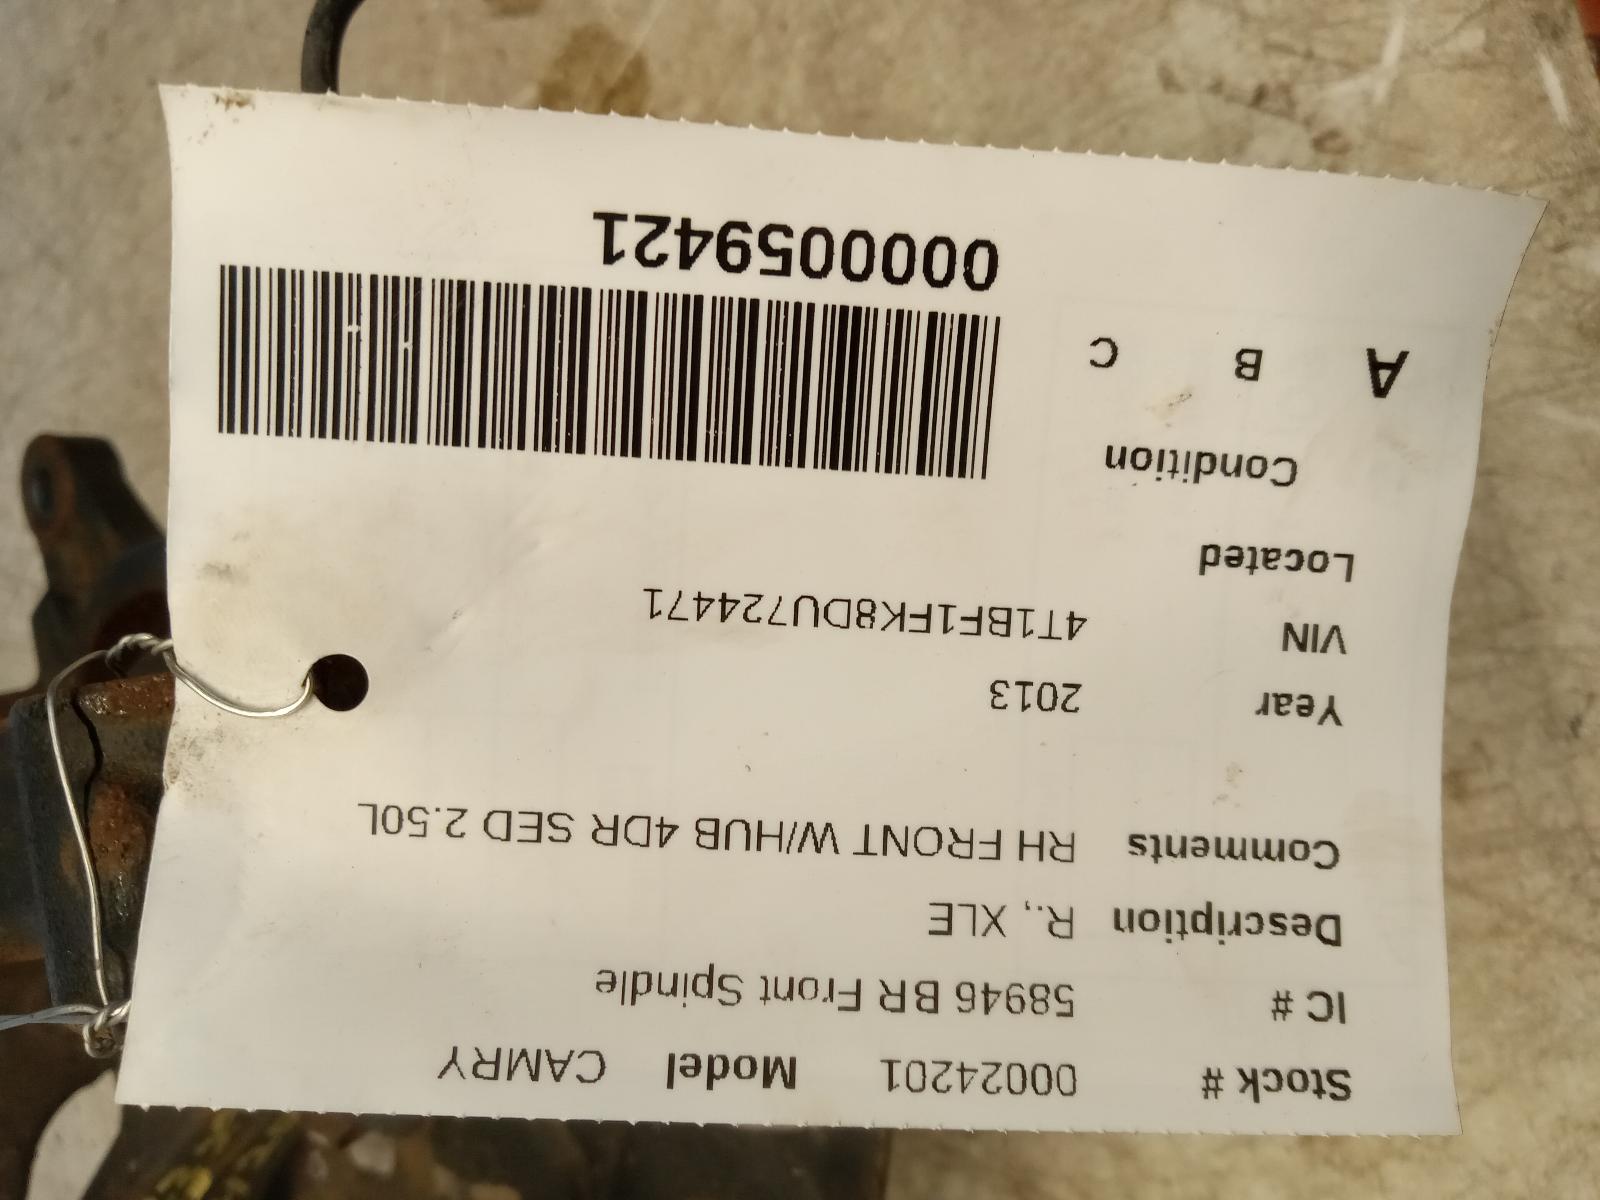 Stock # 00024201 Model CAMRY
IC # 58946 BR Front Spindle
Description R., XLE
Comments RH FRONT W/HUB 4DR SED 2.50L
Year 2013
VIN 4T1BF1FK8DU724471
Located
Condition
A B C
0000059421